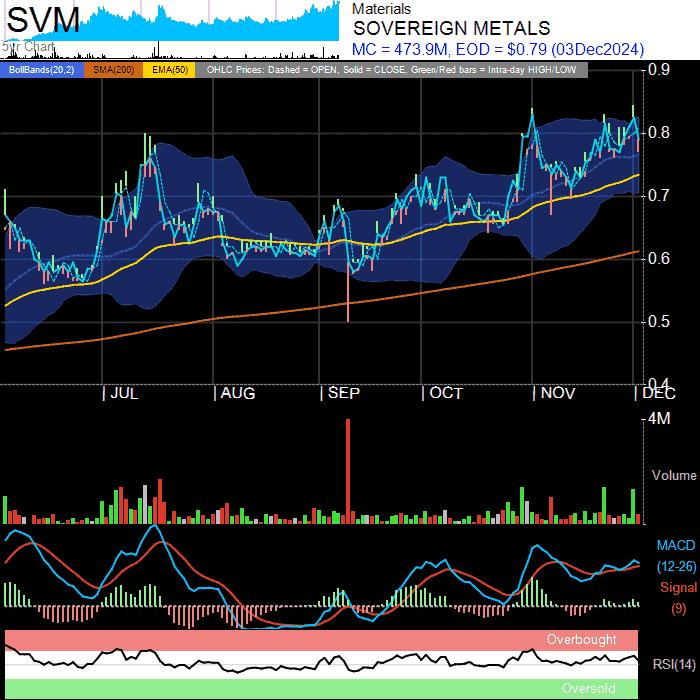 SVM
5yr Chart
Materials
SOVEREIGN METALS
MC = 473.9M, EOD = $0.79 (03Dec2024)
BollBands(20,2) SMA(200) EMA(50) OHLC Prices: Dashed = OPEN, Solid = CLOSE, Green/Red bars = Intra-day HIGH/LOW
0.9
0.8
0.7
0.6
0.5
0.4
JUL AUG SEP OCT NOV DEC
4M
Volume
MACD
(12-26)
Signal
(9)
Overbought
RSI(14)
Oversold